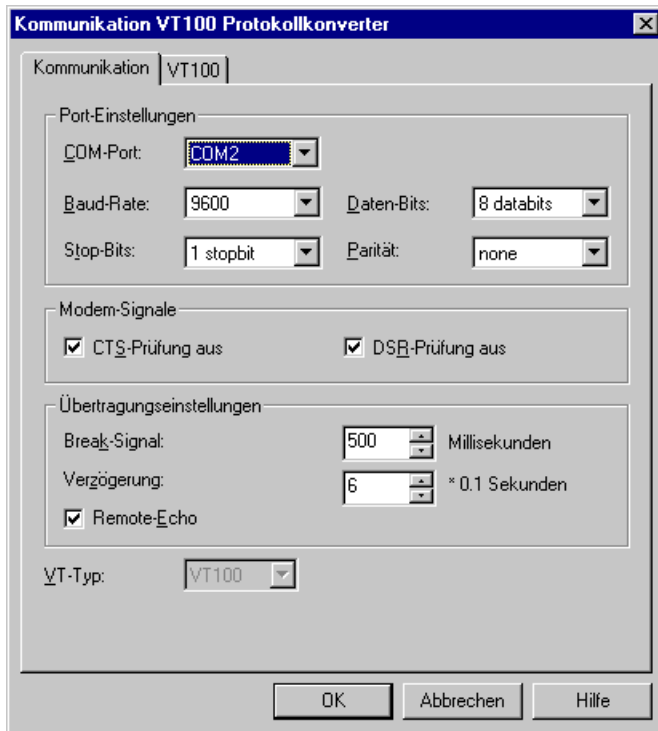 Kommunikation VT100 Protokollkonverter
Kommunikation VT100
Port-Einstellungen
COM-Port: COM2
Baud-Rate: 9600 Daten-Bits: 8 databits
Stop-Bits: 1 stopbit Parität: none
Modem-Signale
CTS-Prüfung aus DSR-Prüfung aus
Übertragungseinstellungen
Break-Signal: 500 Millisekunden
Verzögerung: 6 * 0.1 Sekunden
Remote-Echo
VT-Typ: VT100
OK Abbrechen Hilfe